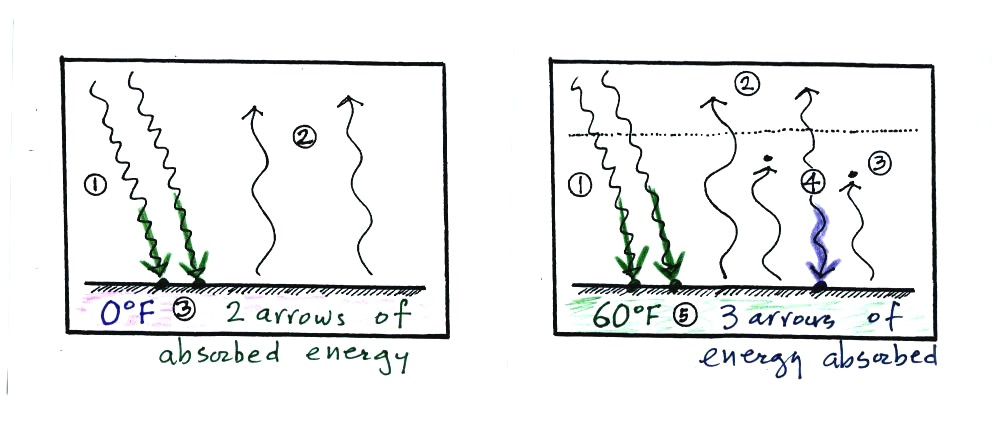 ①
②
0°F ③ 2 arrows of
absorbed energy
①
②
③
④
60°F ⑤ 3 arrows of
energy absorbed